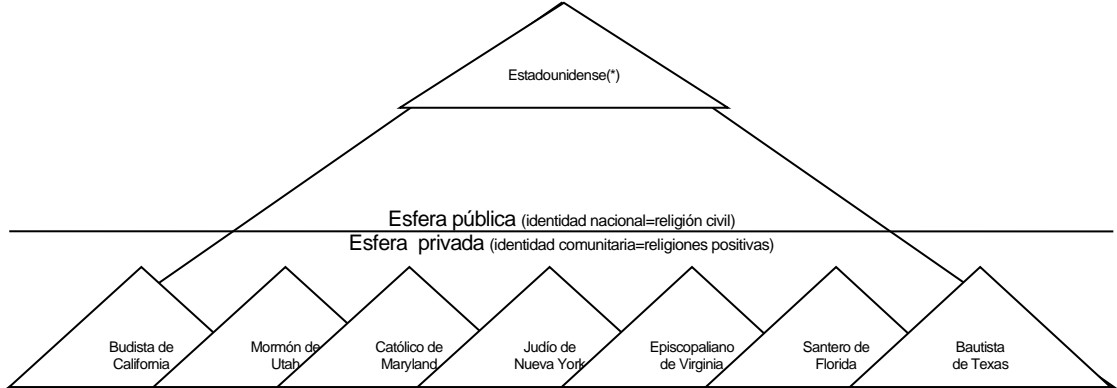 Estadounidense(*)
Esfera pública (identidad nacional=religión civil)
Esfera privada (identidad comunitaria=religiones positivas)
Budista de
California
Mormón de
Utah
Católico de
Maryland
Judío de
Nueva York
Episcopaliano
de Virginia
Santero de
Florida
Bautista
de Texas